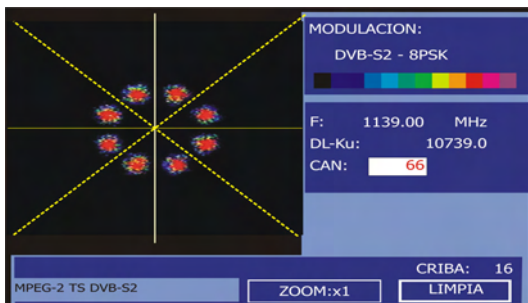 MODULACION:
DVB-S2 - 8PSK
F: 1139.00 MHz
DL-Ku: 10739.0
CAN: 66
CRIBA: 16
MPEG-2 TS DVB-S2
ZOOM:x1
LIMPIA